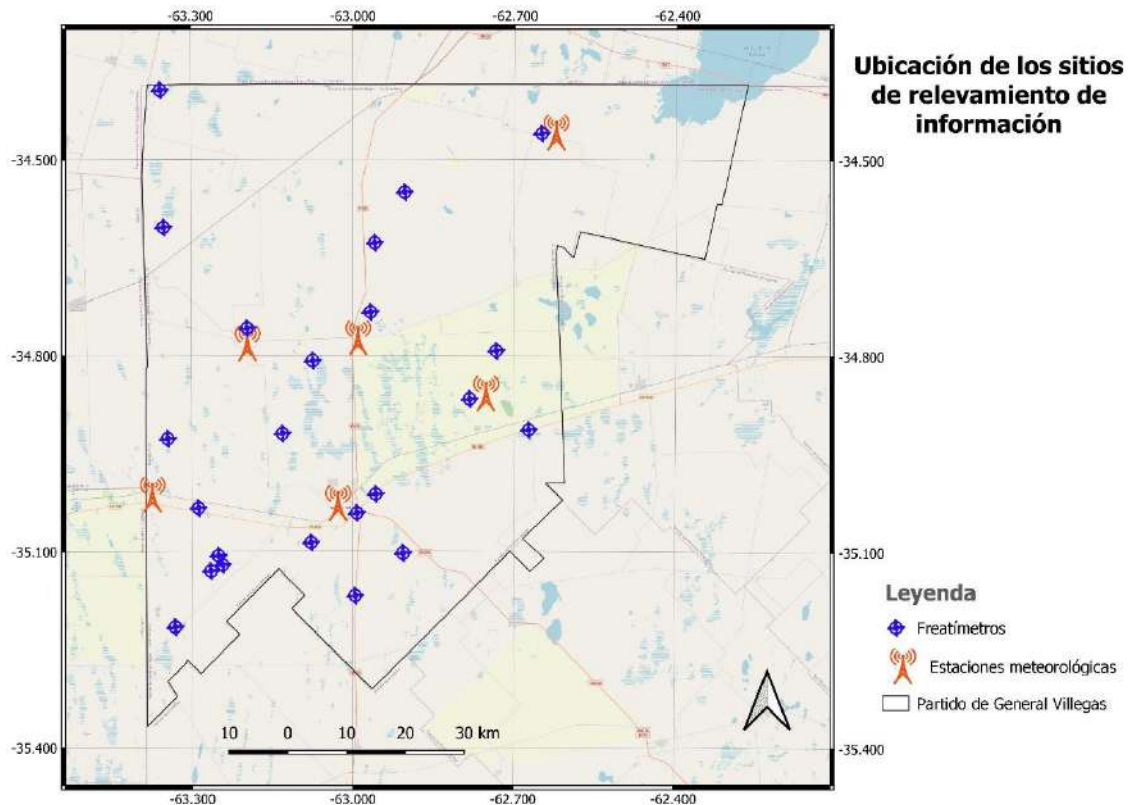 -63.300 -63.000 -62.700 -62.400
Ubicación de los sitios
de relevamiento de
información
-34.500 -34.500
-34.800 -34.800
-35.100 -35.100
-35.400 -35.400
Leyenda
Freatímetros
Estaciones meteorológicas
Partido de General Villegas
10 0 10 20 30 km
-63.300 -63.000 -62.700 -62.400